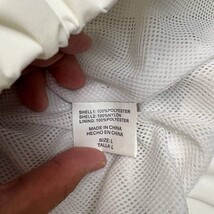 SHELL1: 100%POLYESTER
SHELL2: 100%NYLON
LINING: 100%POLYESTER
MADE IN CHINA
HECHO EN CHINA
SIZE: L
TALLA: L